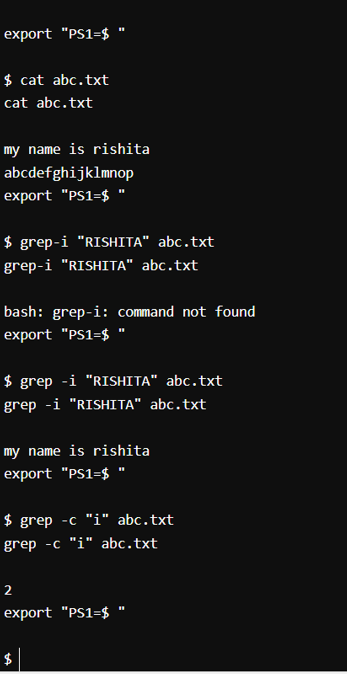 export "PS1=$ "
$ cat abc.txt
cat abc.txt
my name is rishita
abcdefghijklmnop
export "PS1=$ "
$ grep-i "RISHITA" abc.txt
grep-i "RISHITA" abc.txt
bash: grep-i: command not found
export "PS1=$ "
$ grep -i "RISHITA" abc.txt
grep -i "RISHITA" abc.txt
my name is rishita
export "PS1=$ "
$ grep -c "i" abc.txt
grep -c "i" abc.txt
2
export "PS1=$ "
$